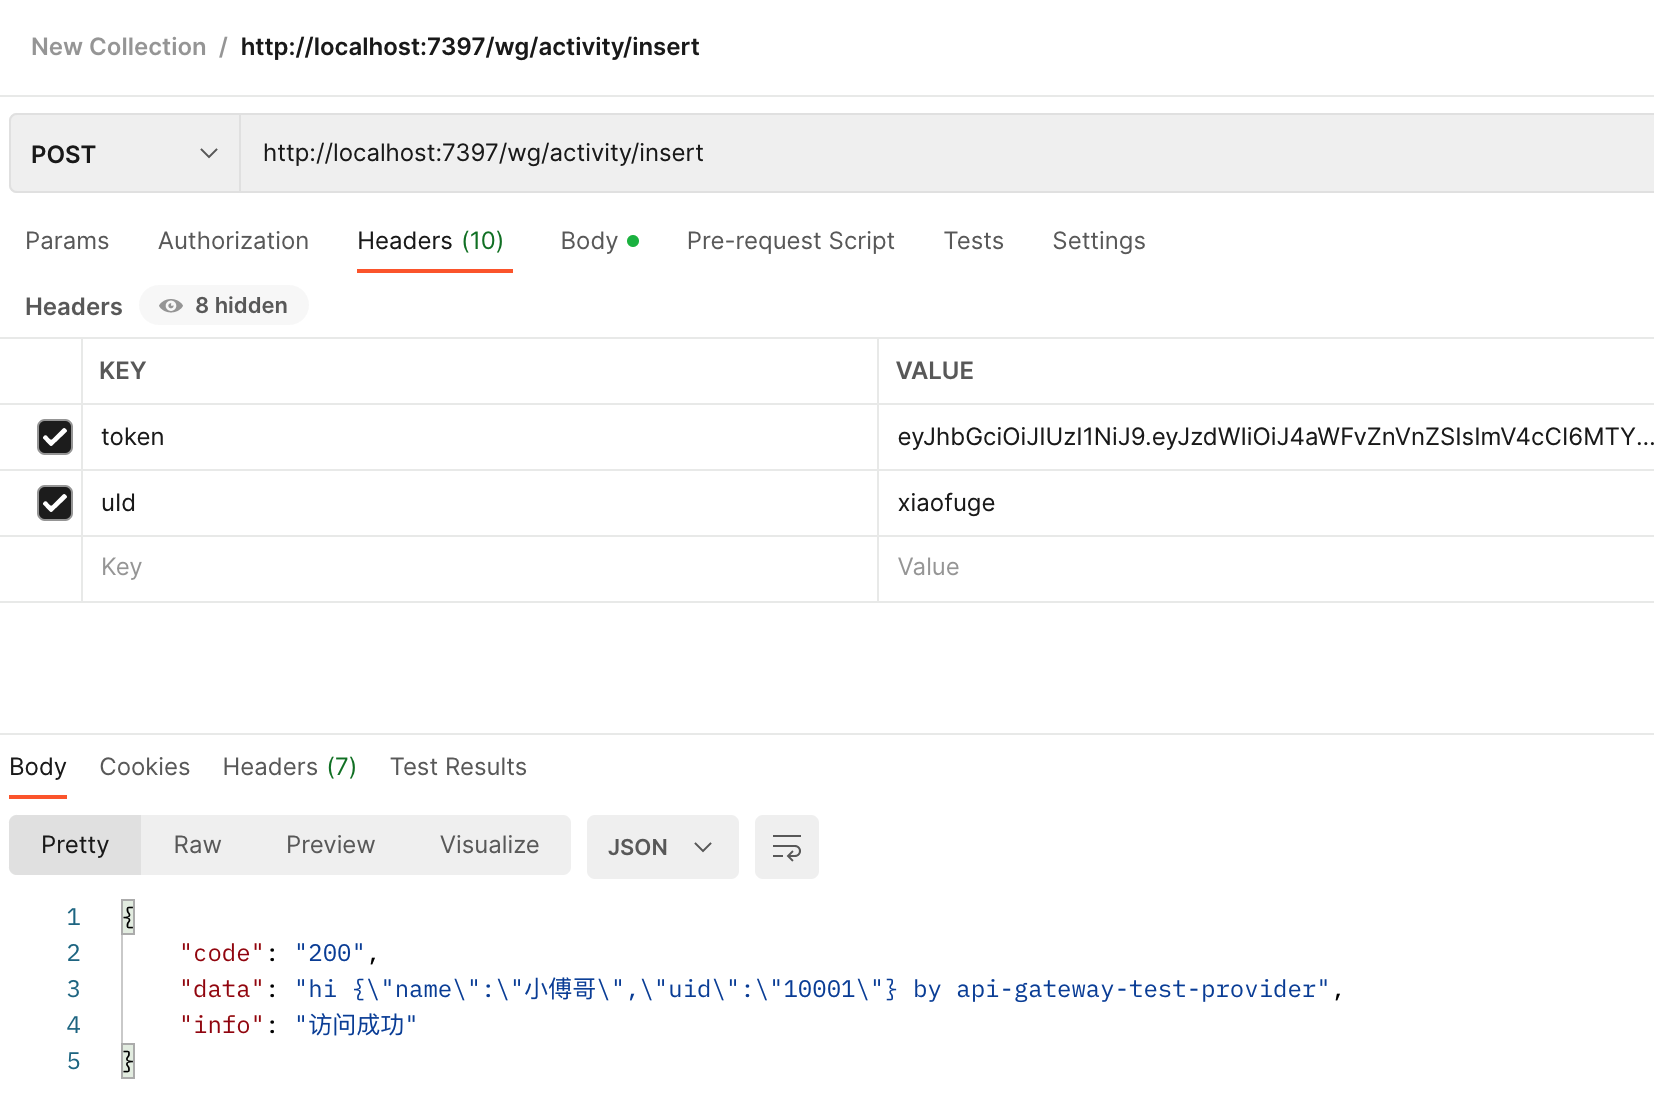 New Collection / http://localhost:7397/wg/activity/insert
POST http://localhost:7397/wg/activity/insert
Params Authorization Headers (10) Body Pre-request Script Tests Settings
Headers 8 hidden
KEY VALUE
token eyJhbGciOiJIUzI1NiJ9.eyJzdWIiOiJ4aWFvZnVnZSIsImV4cCI6MTY...
uId xiaofuge
Key Value
Body Cookies Headers (7) Test Results
Pretty Raw Preview Visualize JSON
1 {
2 "code": "200",
3 "data": "hi {\"name\":\"小傅哥\",\"uid\":\"10001\"} by api-gateway-test-provider",
4 "info": "访问成功"
5 }